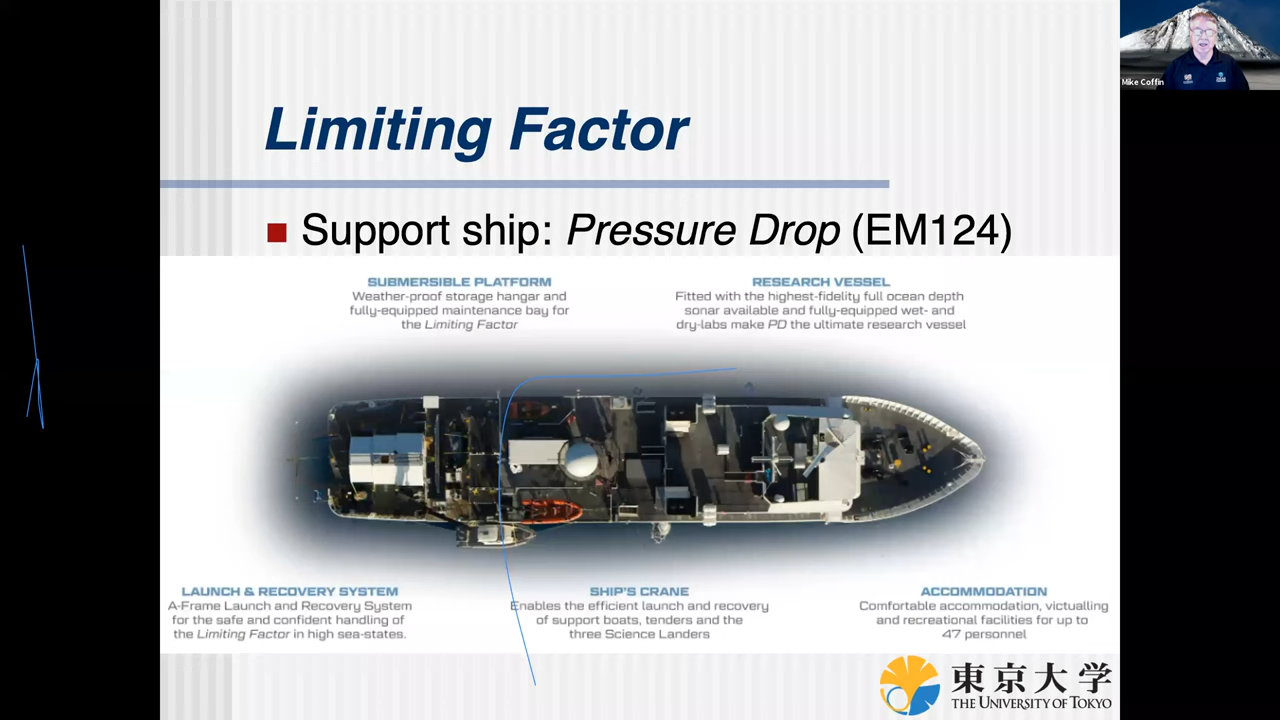 Mike Coffin
Limiting Factor
Support ship: Pressure Drop (EM124)
SUBMERSIBLE PLATFORM
Weather-proof storage hangar and
fully-equipped maintenance bay for
the Limiting Factor
RESEARCH VESSEL
Fitted with the highest-fidelity full ocean depth
sonar available and fully-equipped wet- and
dry-labs make PD the ultimate research vessel
LAUNCH & RECOVERY SYSTEM
A-Frame Launch and Recovery System
for the safe and confident handling of
the Limiting Factor in high sea-states.
SHIP'S CRANE
Enables the efficient launch and recovery
of support boats, tenders and the
three Science Landers
ACCOMMODATION
Comfortable accommodation, victualling
and recreational facilities for up to
47 personnel
東京大学
THE UNIVERSITY OF TOKYO